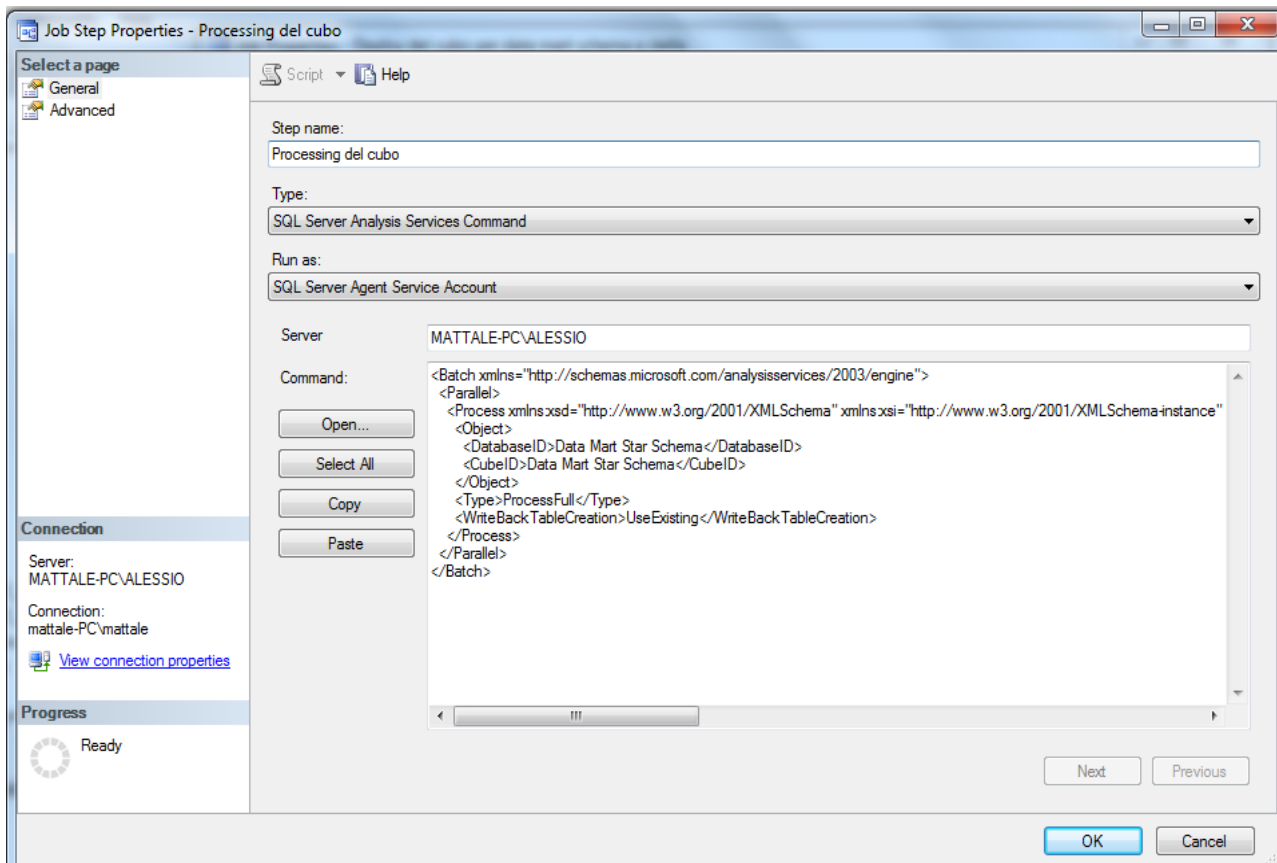 Job Step Properties - Processing del cubo
Select a page
General
Advanced
Script
Help
Step name:
Processing del cubo
Type:
SQL Server Analysis Services Command
Run as:
SQL Server Agent Service Account
Server
MATTALE-PC\ALESSIO
Command:
Open...
Select All
Copy
Paste
<Batch xmlns="http://schemas.microsoft.com/analysisservices/2003/engine">
<Parallel>
<Process xmlns:xsd="http://www.w3.org/2001/XMLSchema" xmlns:xsi="http://www.w3.org/2001/XMLSchema-instance"
<Object>
<DatabaseID>Data Mart Star Schema</DatabaseID>
<CubeID>Data Mart Star Schema</CubeID>
</Object>
<Type>ProcessFull</Type>
<WriteBackTableCreation>UseExisting</WriteBackTableCreation>
</Process>
</Parallel>
</Batch>
Connection
Server:
MATTALE-PC\ALESSIO
Connection:
mattale-PC\mattale
View connection properties
Progress
Ready
Next
Previous
OK
Cancel